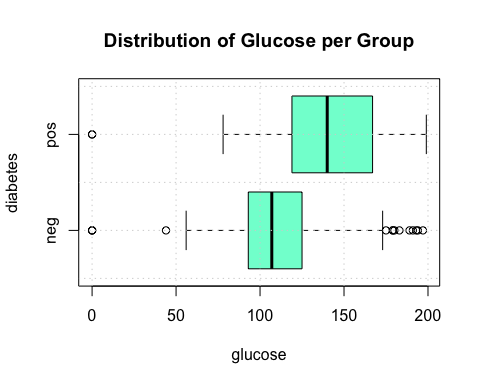 Distribution of Glucose per Group
diabetes
pos
neg
0 50 100 150 200
glucose